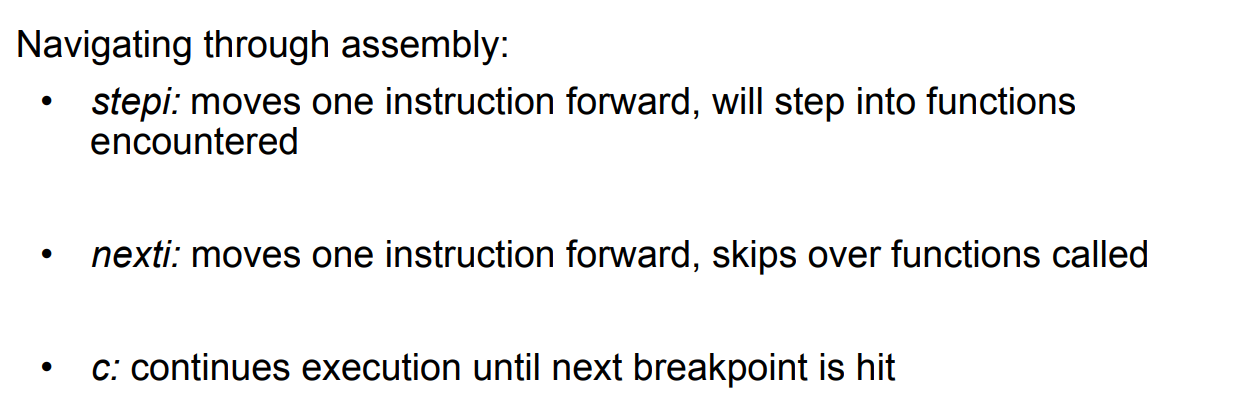 Navigating through assembly:
• stepi: moves one instruction forward, will step into functions
encountered
• nexti: moves one instruction forward, skips over functions called
• c: continues execution until next breakpoint is hit